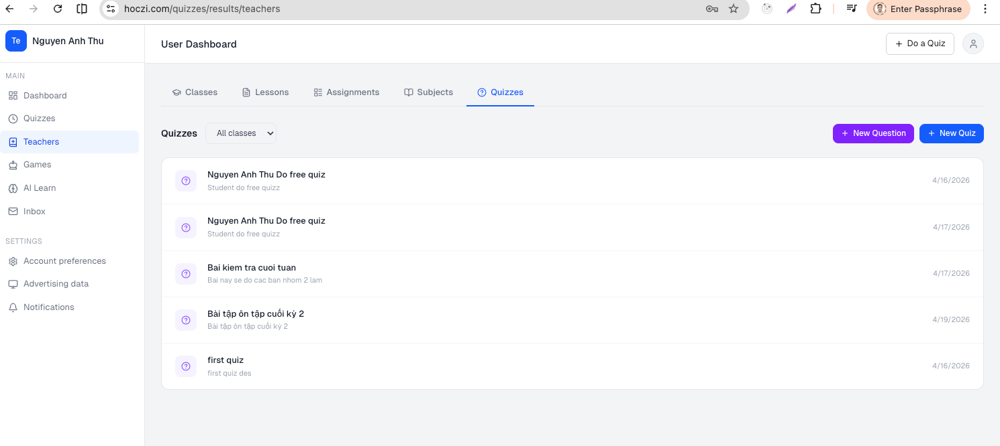 hoczi.com/quizzes/results/teachers
Enter Passphrase
Te
Nguyen Anh Thu
User Dashboard
+ Do a Quiz
MAIN
Dashboard
Quizzes
Teachers
Games
AI Learn
Inbox
SETTINGS
Account preferences
Advertising data
Notifications
Classes
Lessons
Assignments
Subjects
Quizzes
Quizzes
All classes
+ New Question
+ New Quiz
Nguyen Anh Thu Do free quiz
Student do free quizz
4/16/2026
Nguyen Anh Thu Do free quiz
Student do free quizz
4/17/2026
Bai kiem tra cuoi tuan
Bai nay se do cac ban nhom 2 lam
4/17/2026
Bài tập ôn tập cuối kỳ 2
Bài tập ôn tập cuối kỳ 2
4/19/2026
first quiz
first quiz des
4/16/2026